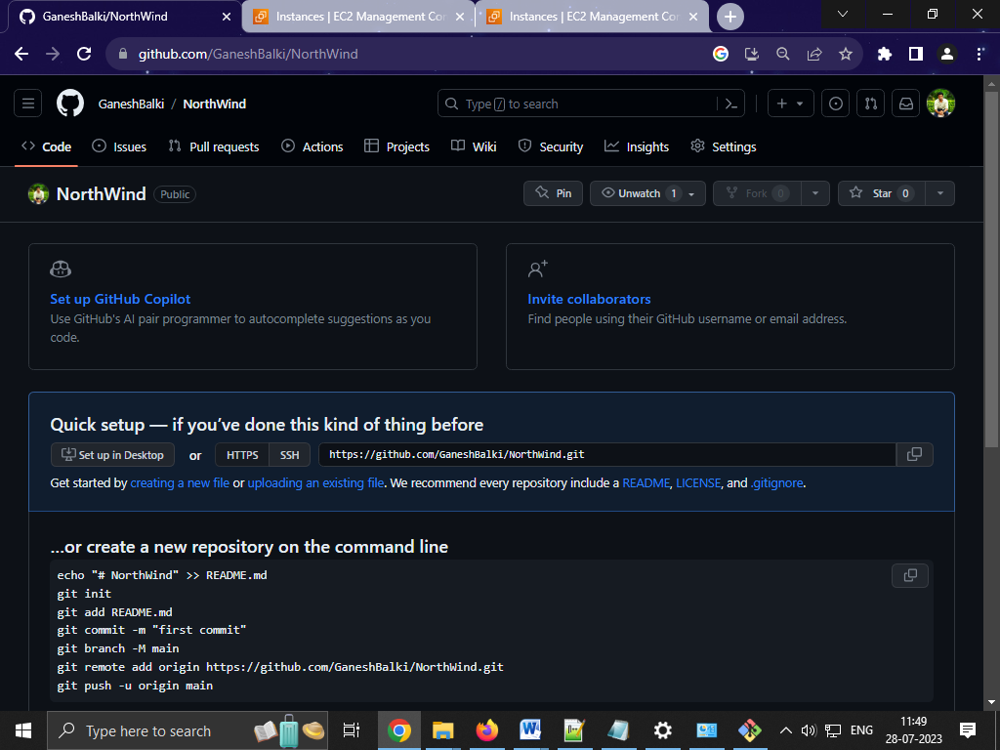 GaneshBalki/NorthWind
Instances | EC2 Management Con
Instances | EC2 Management Con
github.com/GaneshBalki/NorthWind
GaneshBalki / NorthWind
Type / to search
Code
Issues
Pull requests
Actions
Projects
Wiki
Security
Insights
Settings
NorthWind
Public
Pin
Unwatch 1
Fork 0
Star 0
Set up GitHub Copilot
Use GitHub's AI pair programmer to autocomplete suggestions as you
code.
Invite collaborators
Find people using their GitHub username or email address.
Quick setup — if you’ve done this kind of thing before
Set up in Desktop or HTTPS SSH https://github.com/GaneshBalki/NorthWind.git
Get started by creating a new file or uploading an existing file. We recommend every repository include a README, LICENSE, and .gitignore.
…or create a new repository on the command line
echo "# NorthWind" >> README.md
git init
git add README.md
git commit -m "first commit"
git branch -M main
git remote add origin https://github.com/GaneshBalki/NorthWind.git
git push -u origin main
Type here to search
ENG
11:49
28-07-2023